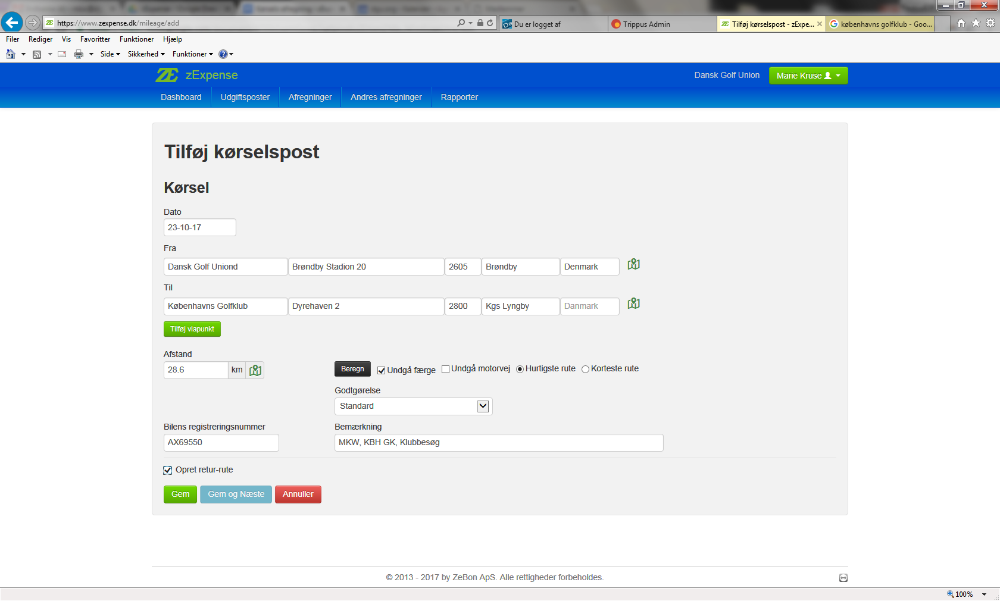 https://www.zexpense.dk/mileage/add
Du er logget af
Trippus Admin
Tilføj kørselspost - zExpe...
københavns golfklub - Goo...
Filer Rediger Vis Favoritter Funktioner Hjælp
Side Sikkerhed Funktioner
ZE zExpense
Dansk Golf Union
Marie Kruse
Dashboard Udgiftsposter Afregninger Andres afregninger Rapporter
Tilføj kørselspost
Kørsel
Dato
23-10-17
Fra
Dansk Golf Uniond Brøndby Stadion 20 2605 Brøndby Denmark
Til
Københavns Golfklub Dyrehaven 2 2800 Kgs Lyngby Danmark
Tilføj viapunkt
Afstand
28.6 km
Beregn Undgå færge Undgå motorvej Hurtigste rute Korteste rute
Godtgørelse
Standard
Bilens registreringsnummer
AX69550
Bemærkning
MKW, KBH GK, Klubbesøg
Opret retur-rute
Gem Gem og Næste Annuller
© 2013 - 2017 by ZeBon ApS. Alle rettigheder forbeholdes.
100%